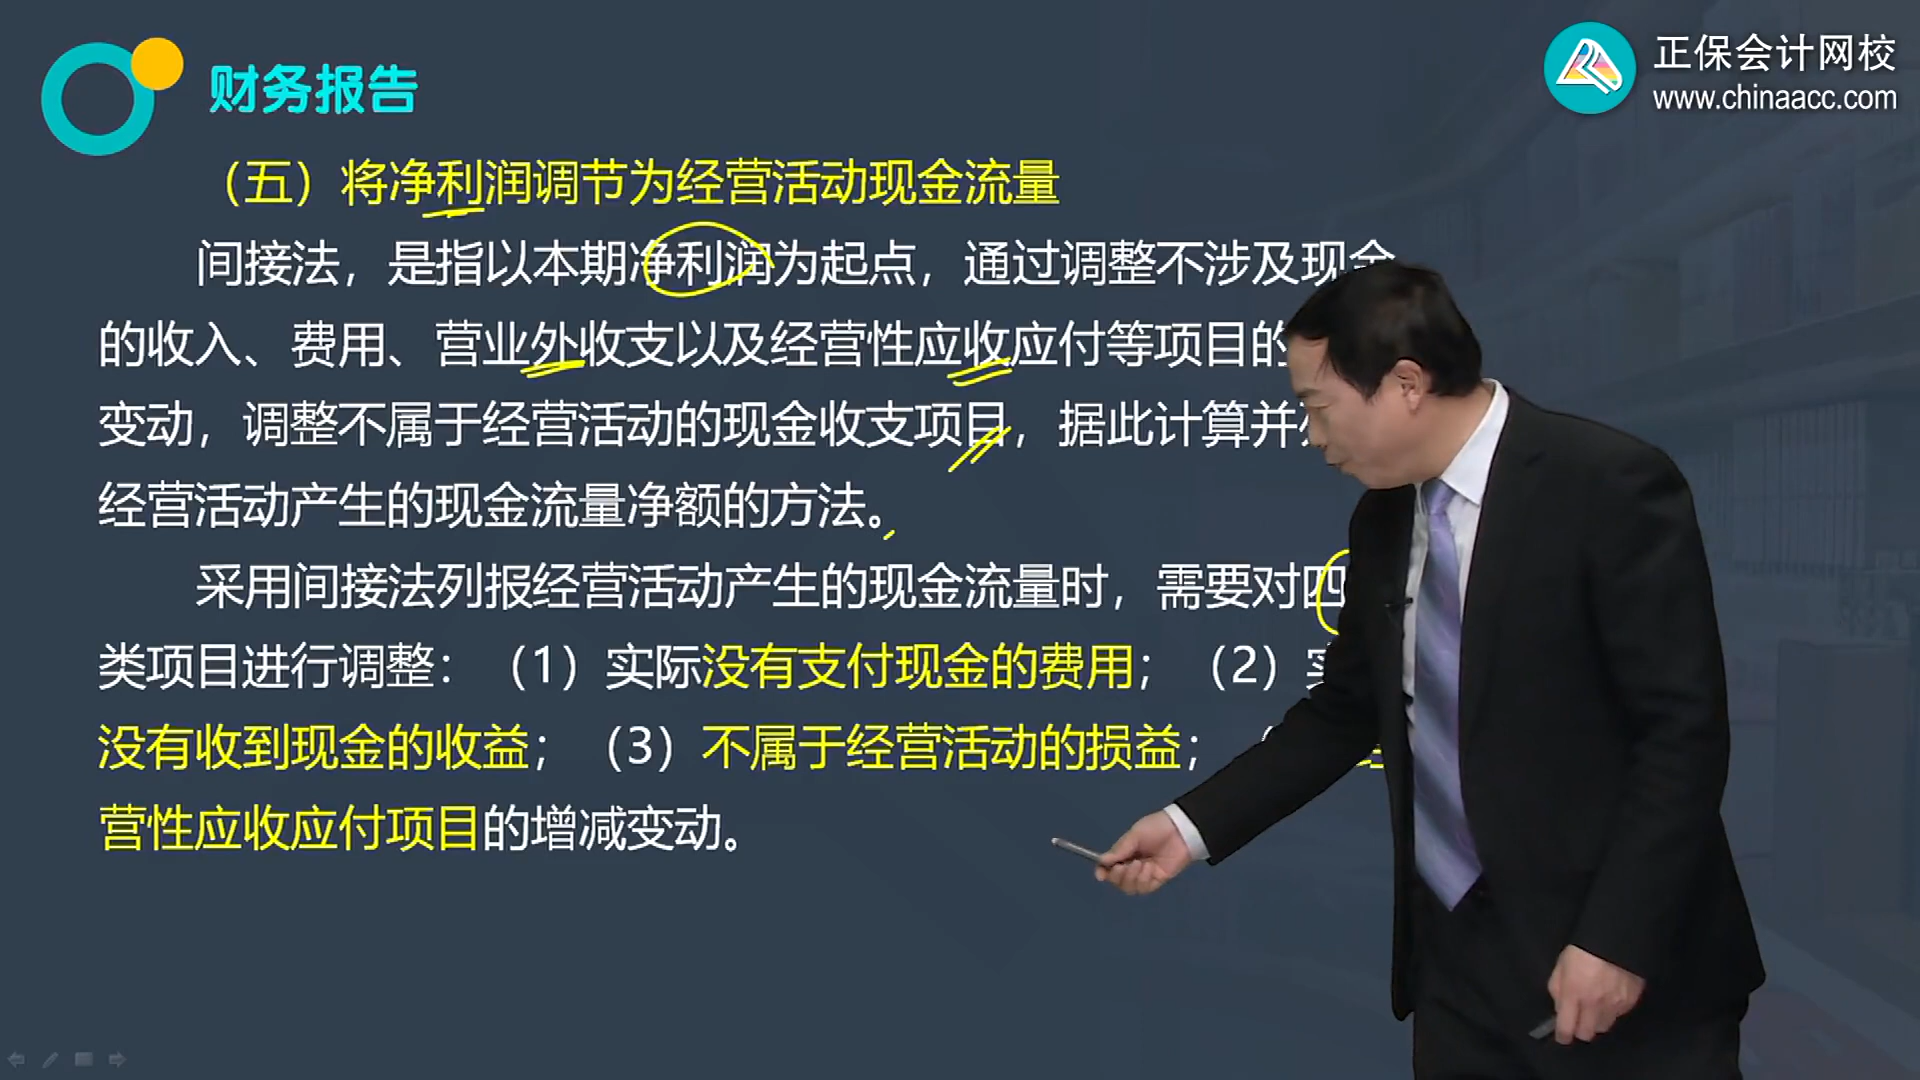 财务报告
正保会计网校
www.chinaacc.com
（五）将净利润调节为经营活动现金流量
间接法，是指以本期净利润为起点，通过调整不涉及现金
的收入、费用、营业外收支以及经营性应收应付等项目的
变动，调整不属于经营活动的现金收支项目，据此计算并
经营活动产生的现金流量净额的方法。
采用间接法列报经营活动产生的现金流量时，需要对四
类项目进行调整：（1）实际没有支付现金的费用；（2）
没有收到现金的收益；（3）不属于经营活动的损益；（
营性应收应付项目的增减变动。